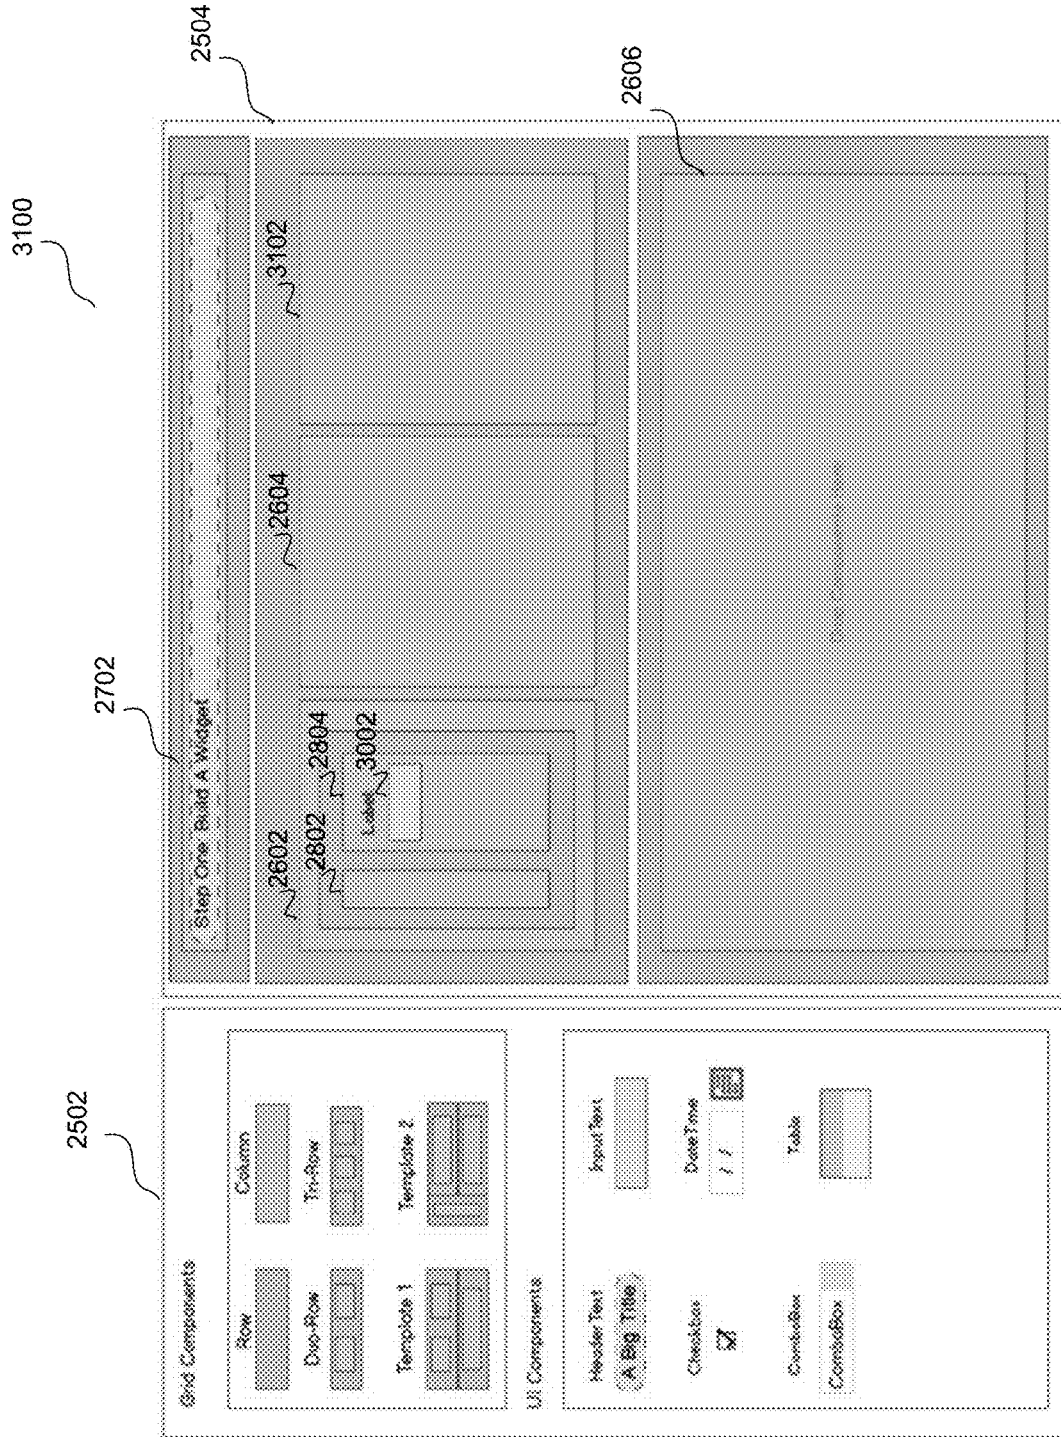 3100
2502
2702
2504
Grid Components
Row
Column
Duo-Row
Tri-Row
Template 1
Template 2
UI Components
Header Text
Input Text
A Big Title
Checkbox
DateTime
/ /
ComboBox
Table
ComboBox
Step One Build A Widget
2602
2604
3102
2802
2804
Label
3002
2606